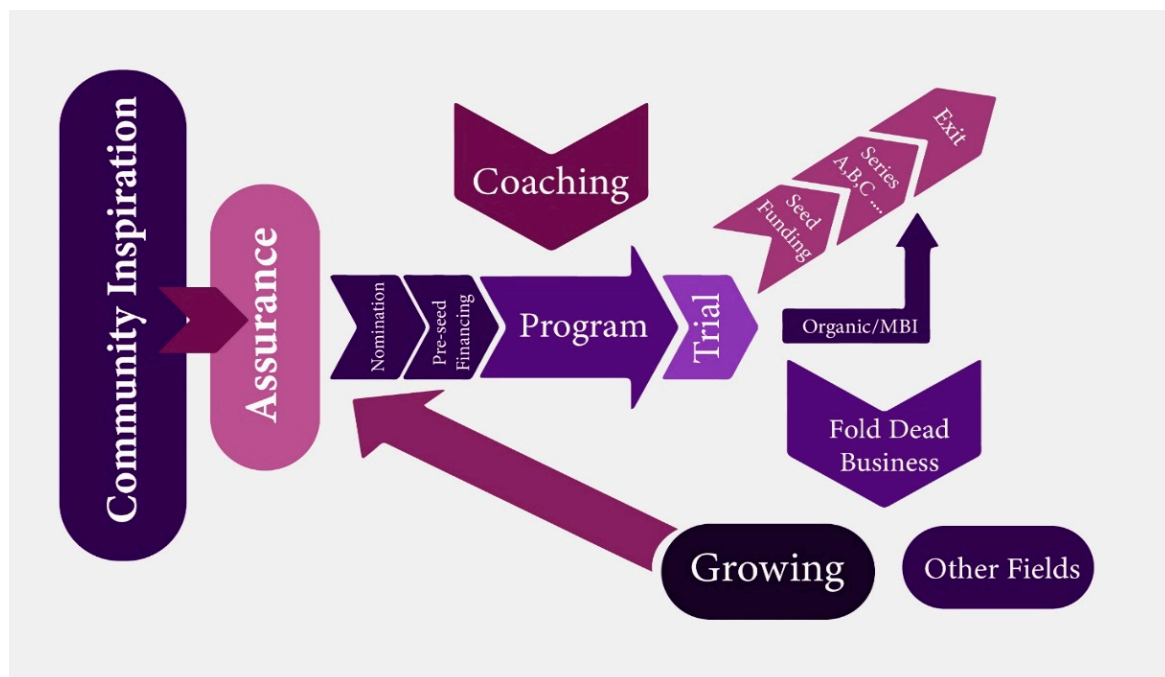 Community Inspiration
Assurance
Coaching
Nomination
Pre-seed
Financing
Program
Trial
Seed
Funding
Series
A,B,C ....
Exit
Organic/MBI
Fold Dead
Business
Growing
Other Fields